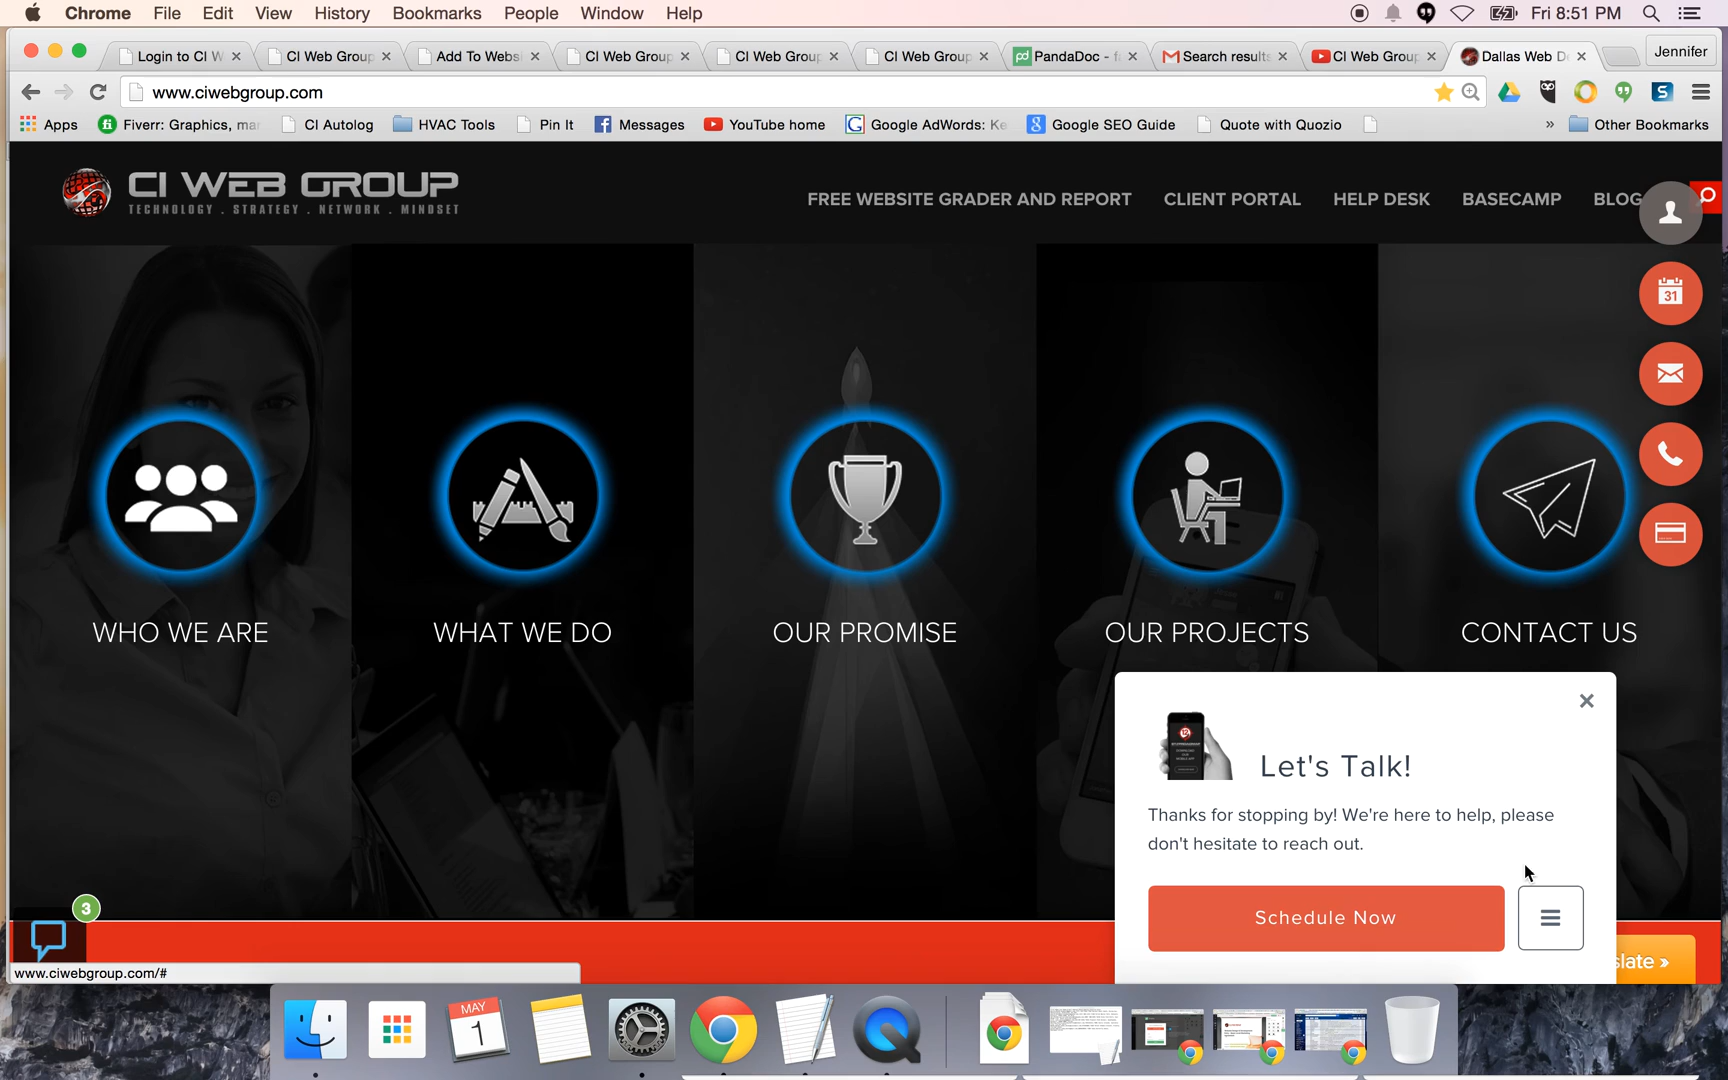 Chrome File Edit View History Bookmarks People Window Help Fri 8:51 PM
Login to CI W CI Web Group CI Add To Webs CI Web Group CI Web Group CI Web Group PandaDoc - f Search results CI Web Group Dallas Web D Jennifer
www.ciwebgroup.com
Apps Fiverr: Graphics, mar CI Autolog HVAC Tools Pin It Messages YouTube home Google AdWords: Ke Google SEO Guide Quote with Quozio » Other Bookmarks
CI WEB GROUP
TECHNOLOGY . STRATEGY . NETWORK . MINDSET
FREE WEBSITE GRADER AND REPORT CLIENT PORTAL HELP DESK BASECAMP BLOG
31
WHO WE ARE WHAT WE DO OUR PROMISE OUR PROJECTS CONTACT US
Let's Talk!
Thanks for stopping by! We're here to help, please
don't hesitate to reach out.
Schedule Now
3
slate »
www.ciwebgroup.com/#
MAY
1